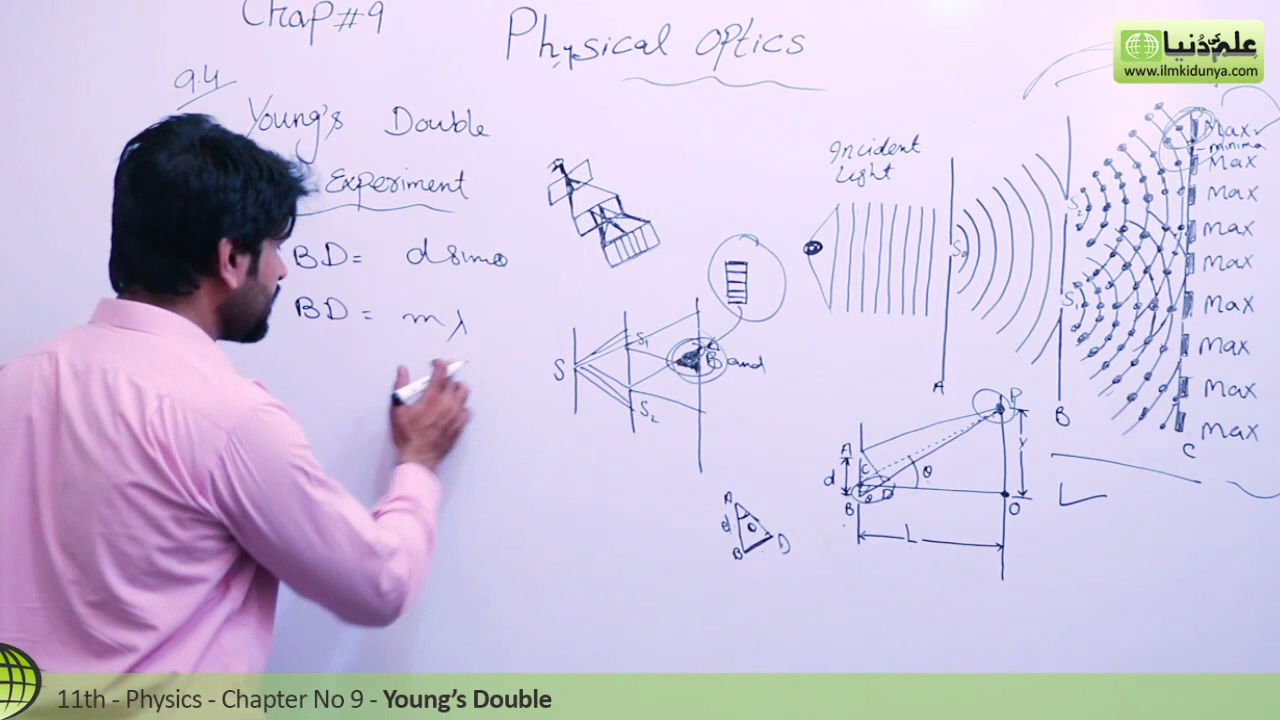 Chap#9
Physical optics
علم کی دُنیا
www.ilmkidunya.com
9.4
Young's Double
Experiment
BD = d sinθ
BD = mλ
Incident
Light
S
S1
S2
Band
S0
A
S2
S1
B
Max
minima
Max
Max
Max
Max
Max
Max
Max
Max
C
P
A
d
C
θ
D
B
O
Y
L
A
d
θ
B
D
11th - Physics - Chapter No 9 - Young's Double